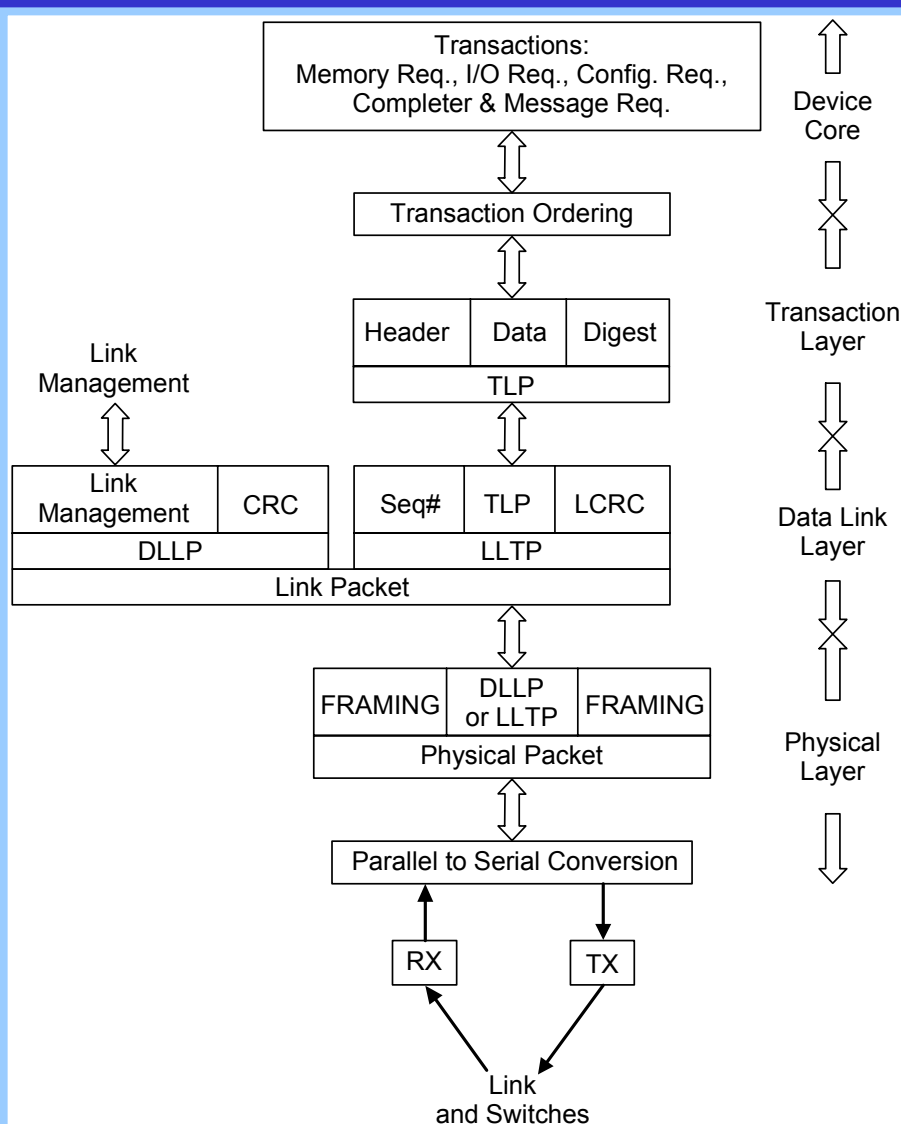 Transactions:
Memory Req., I/O Req., Config. Req.,
Completer & Message Req.
Device
Core
Transaction Ordering
Header
Data
Digest
TLP
Transaction
Layer
Link
Management
Link
Management
CRC
DLLP
Seq#
TLP
LCRC
LLTP
Link Packet
Data Link
Layer
FRAMING
DLLP
or LLTP
FRAMING
Physical Packet
Physical
Layer
Parallel to Serial Conversion
RX
TX
Link
and Switches